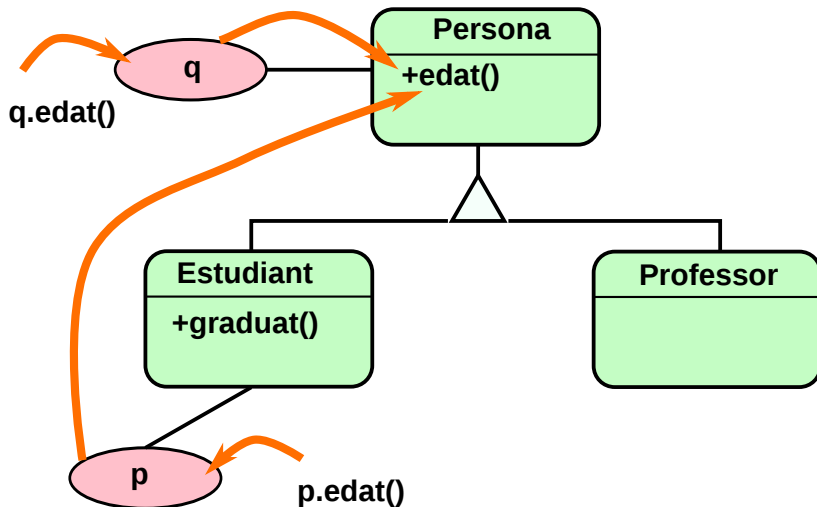 Persona
q
+edat()
q.edat()
Estudiant
Professor
+graduat()
p
p.edat()